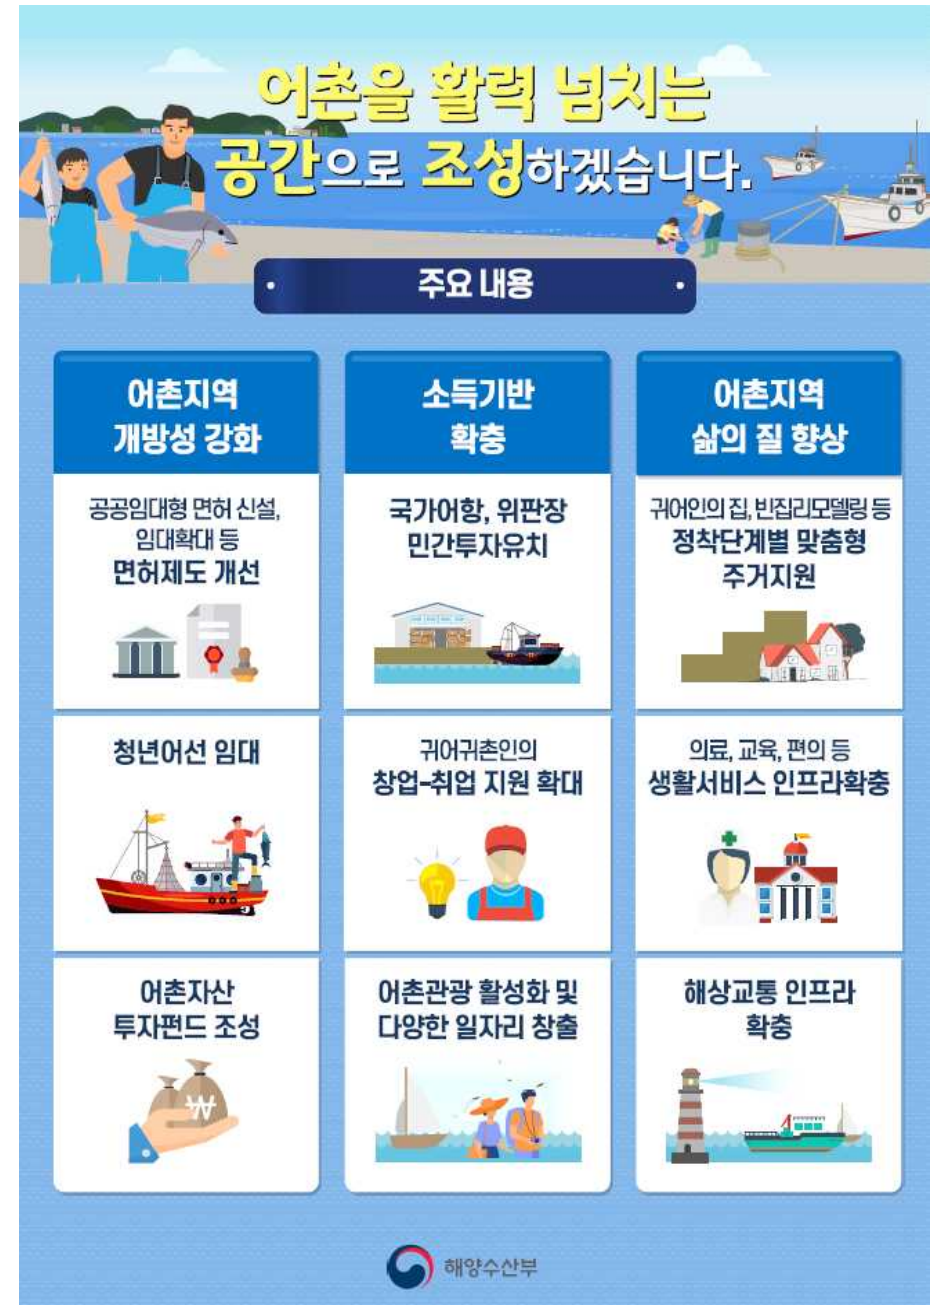 어촌을 활력 넘치는
공간으로 조성하겠습니다.
주요 내용
어촌지역
개방성 강화
공공임대형 면허 신설,
임대확대 등
면허제도 개선
청년어선 임대
어촌자산
투자펀드 조성
소득기반
확충
국가어항, 위판장
민간투자유치
귀어귀촌인의
창업-취업 지원 확대
어촌관광 활성화 및
다양한 일자리 창출
어촌지역
삶의 질 향상
귀어인의 집, 빈집리모델링 등
정착단계별 맞춤형
주거지원
의료, 교육, 편의 등
생활서비스 인프라확충
해상교통 인프라
확충
해양수산부